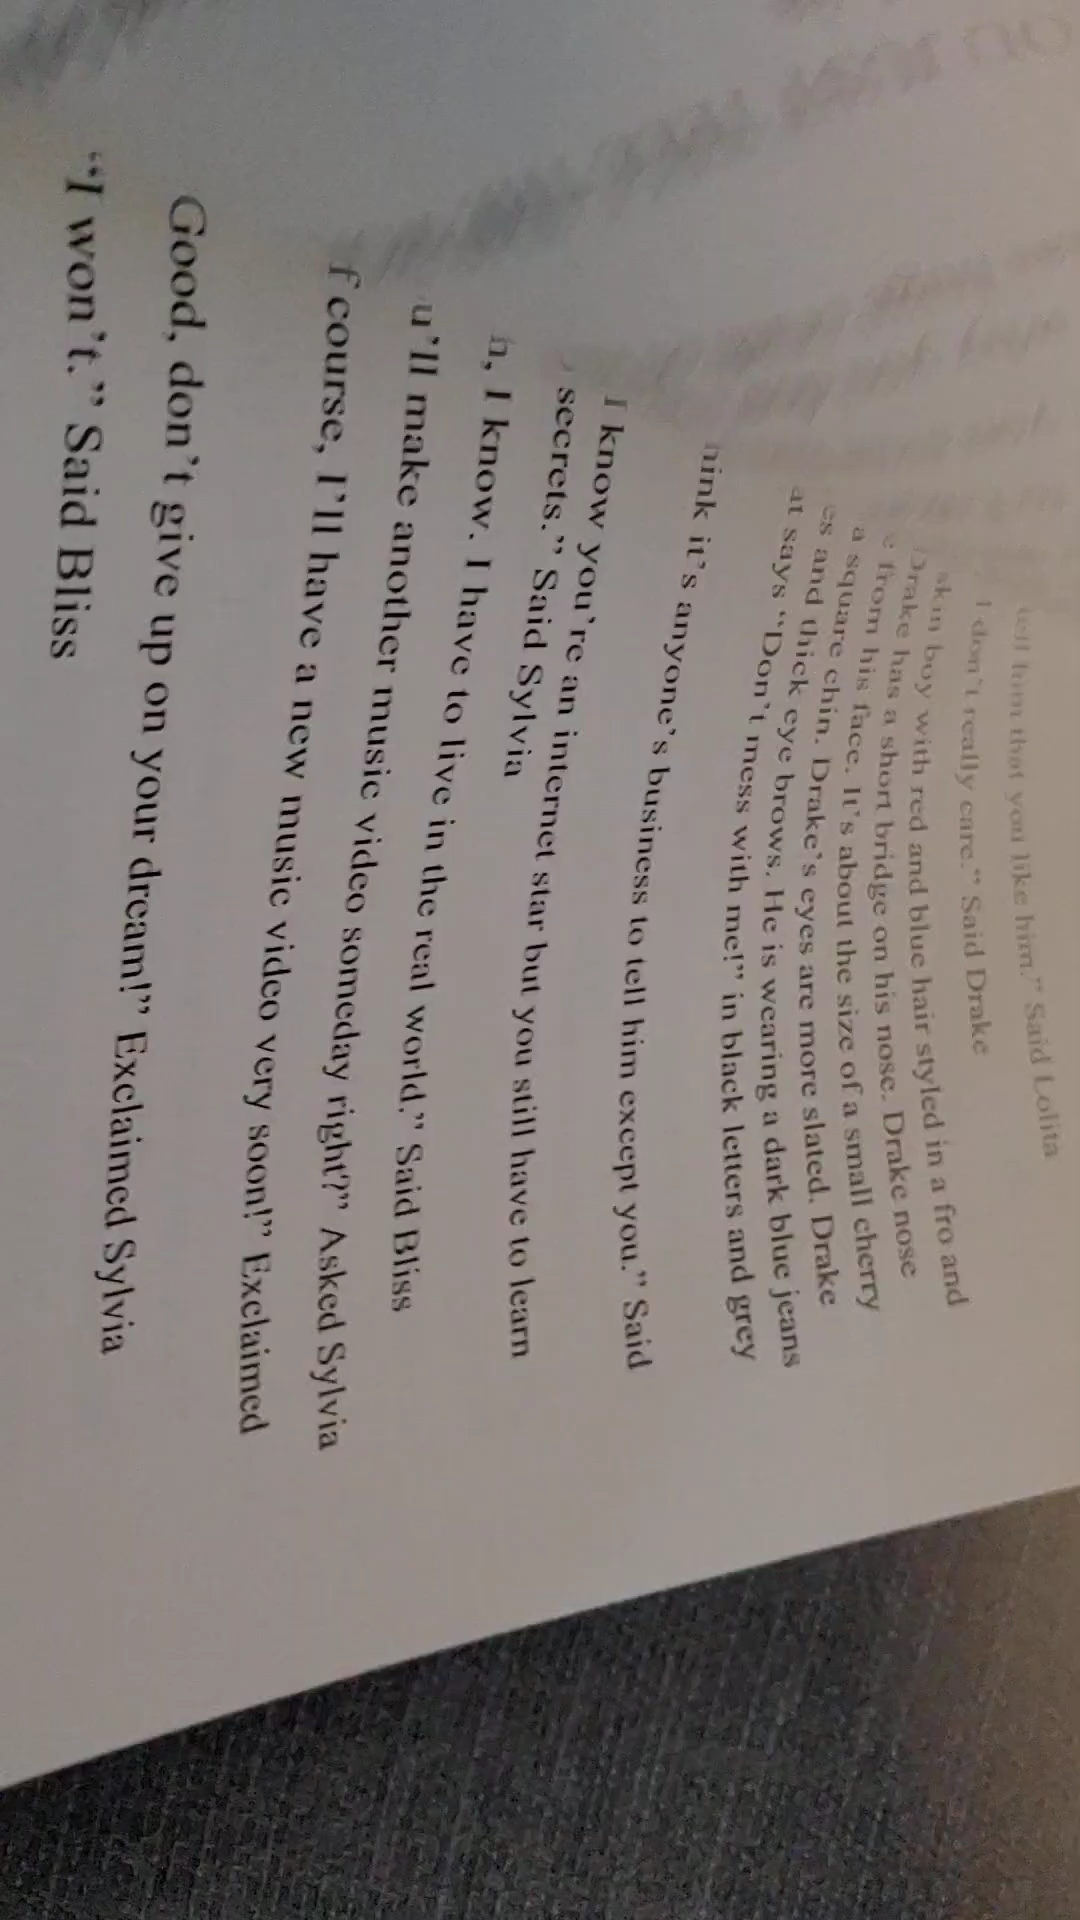 tell him that you like him." Said Lolita
I don't really care." Said Drake
skin boy with red and blue hair styled in a fro and
Drake has a short bridge on his nose. Drake nose
e from his face. It's about the size of a small cherry
a square chin. Drake's eyes are more slated. Drake
es and thick eye brows. He is wearing a dark blue jeans
at says "Don't mess with me!" in black letters and grey
hink it's anyone's business to tell him except you." Said
I know you're an internet star but you still have to learn
secrets." Said Sylvia
h, I know. I have to live in the real world." Said Bliss
u'll make another music video someday right?" Asked Sylvia
f course, I'll have a new music video very soon!" Exclaimed
Good, don't give up on your dream!" Exclaimed Sylvia
"I won't." Said Bliss